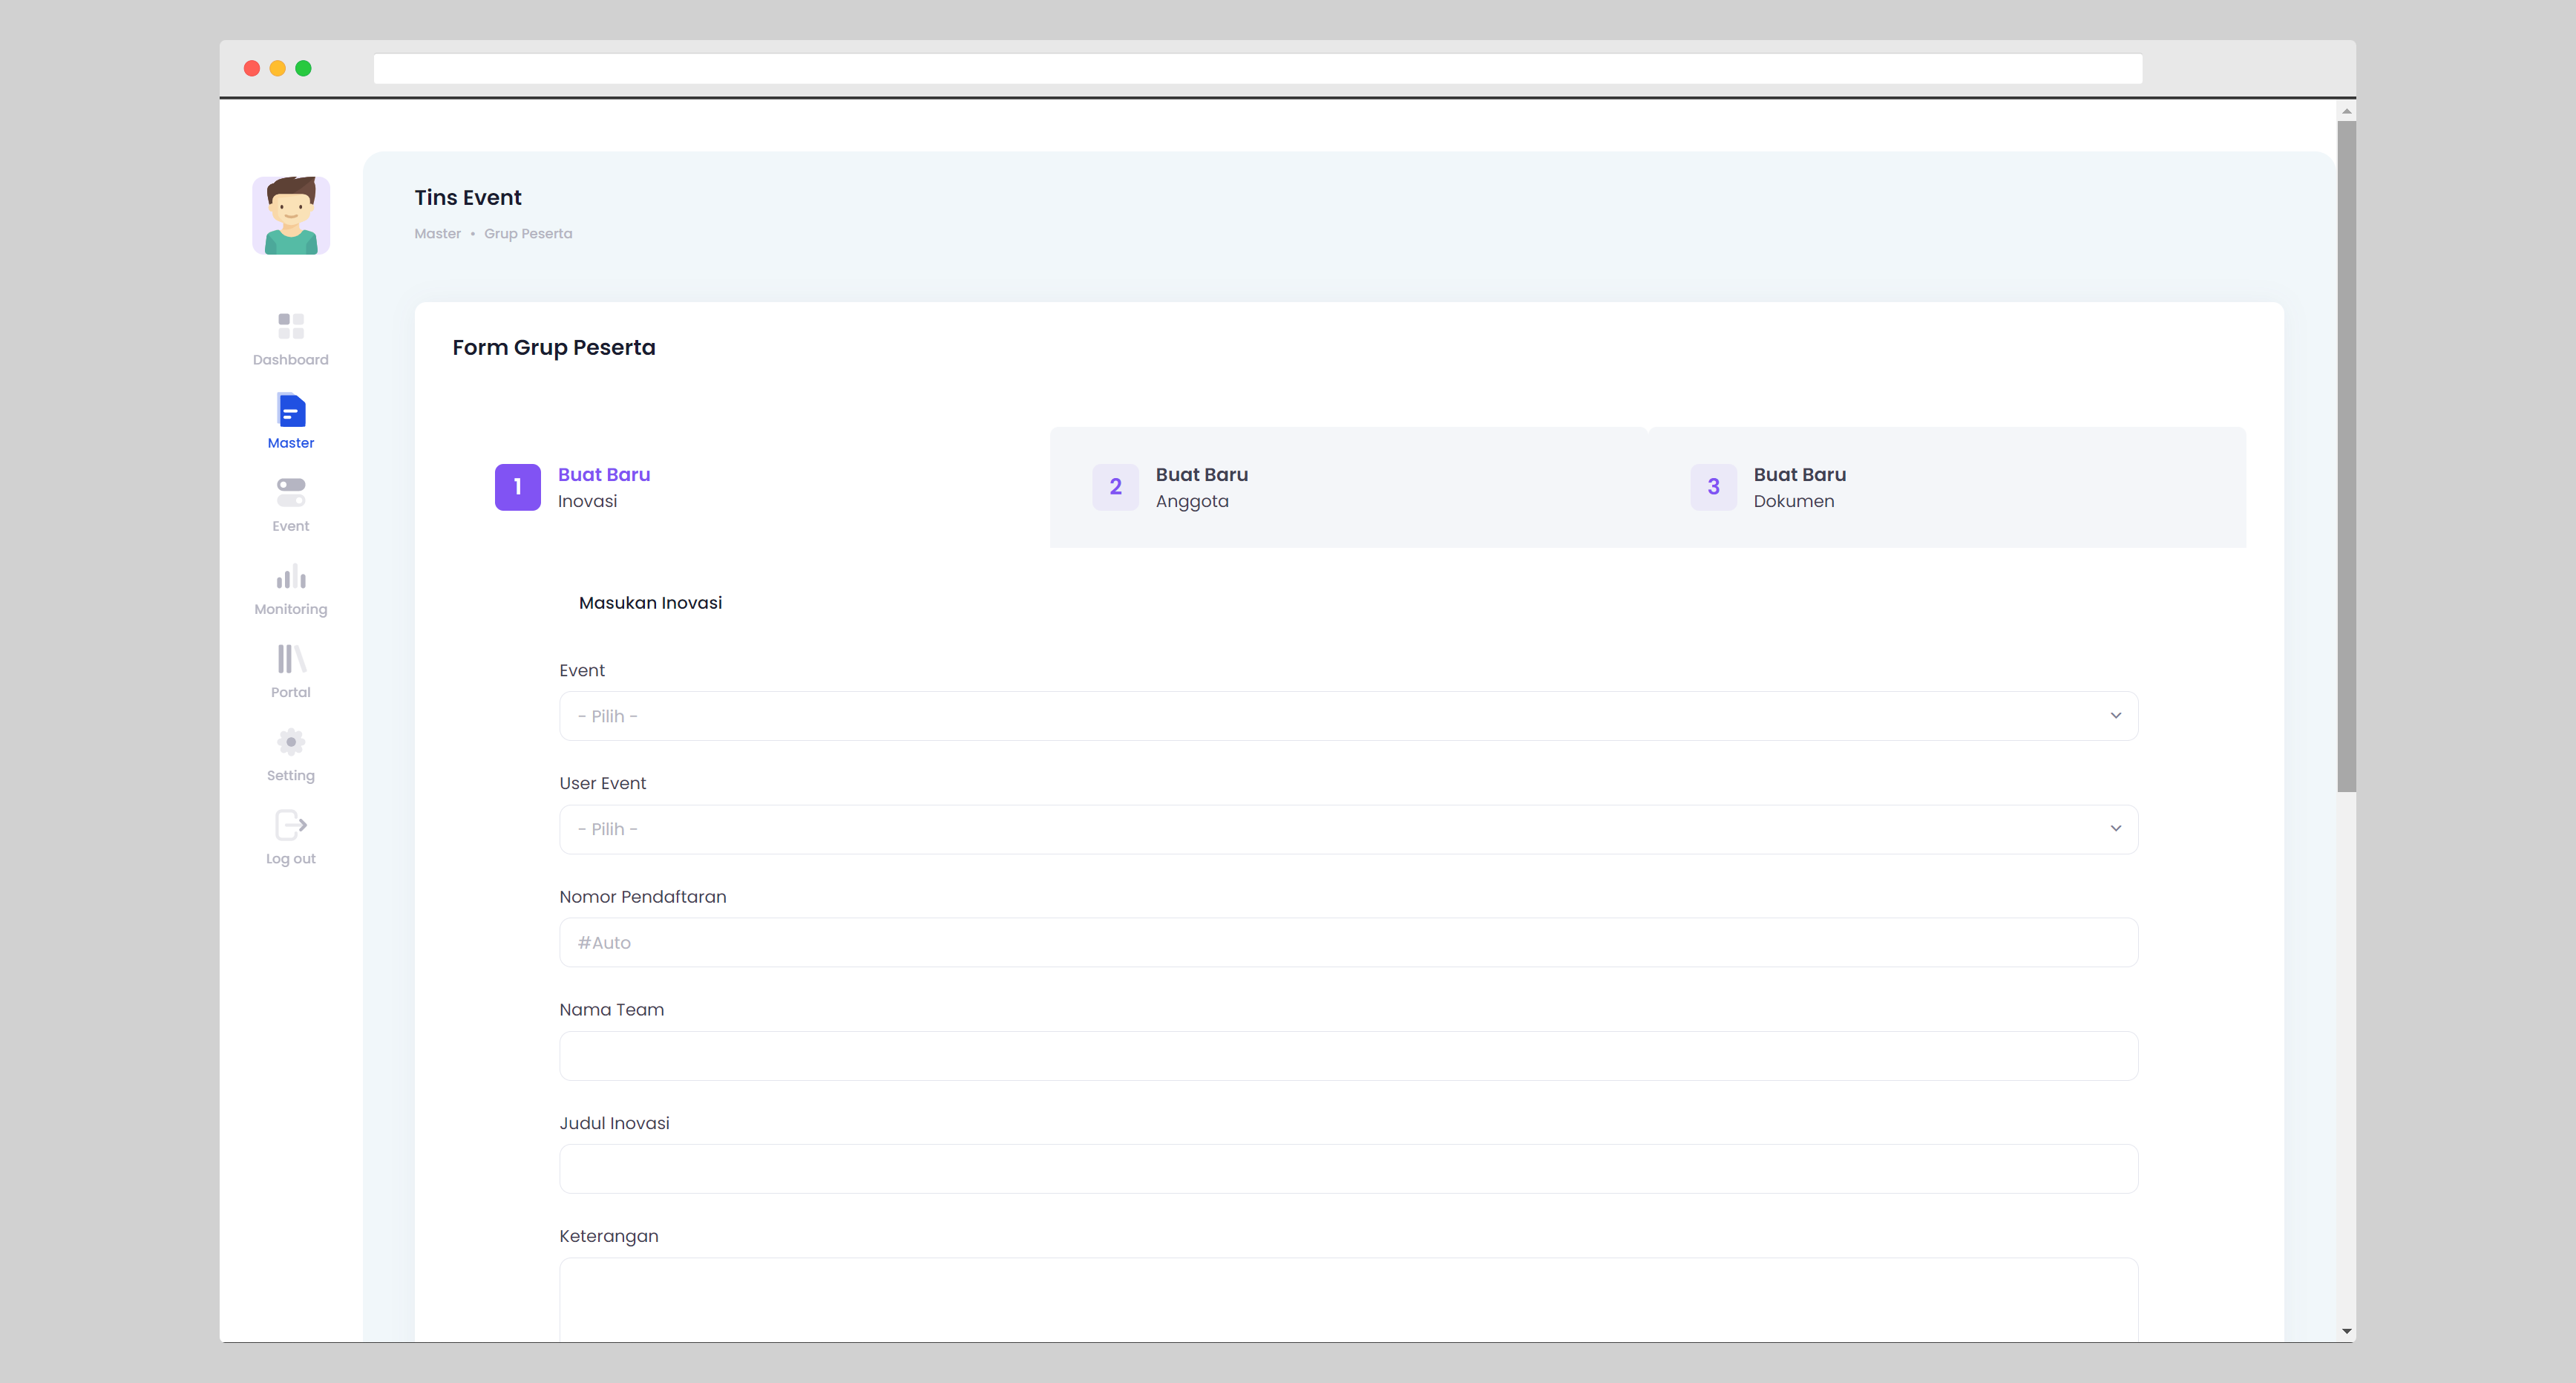 Tins Event
Master • Grup Peserta
Dashboard
Master
Event
Monitoring
Portal
Setting
Log out
Form Grup Peserta
1
Buat Baru
Inovasi
2
Buat Baru
Anggota
3
Buat Baru
Dokumen
Masukan Inovasi
Event
- Pilih -
User Event
- Pilih -
Nomor Pendaftaran
#Auto
Nama Team
Judul Inovasi
Keterangan